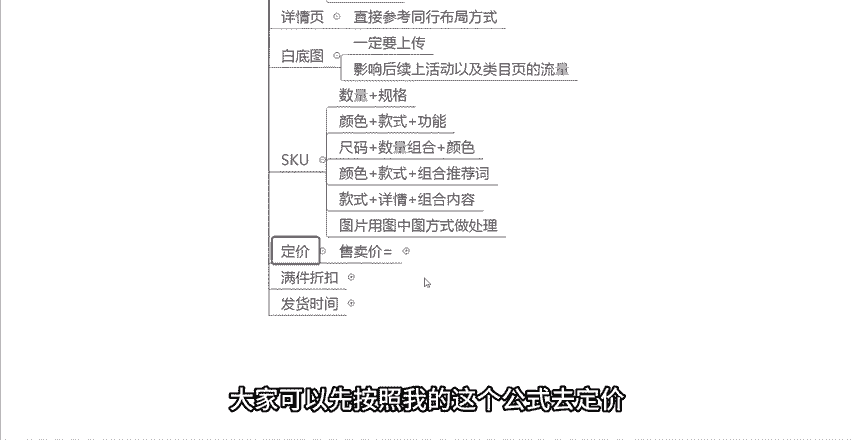 详情页
直接参考同行布局方式
白底图
一定要上传
影响后续上活动以及类目页的流量
SKU
数量+规格
颜色+款式+功能
尺码+数量组合+颜色
颜色+款式+组合推荐词
款式+详情+组合内容
图片用图中图方式做处理
定价
售卖价=
满件折扣
发货时间
大家可以先按照我的这个公式去定价